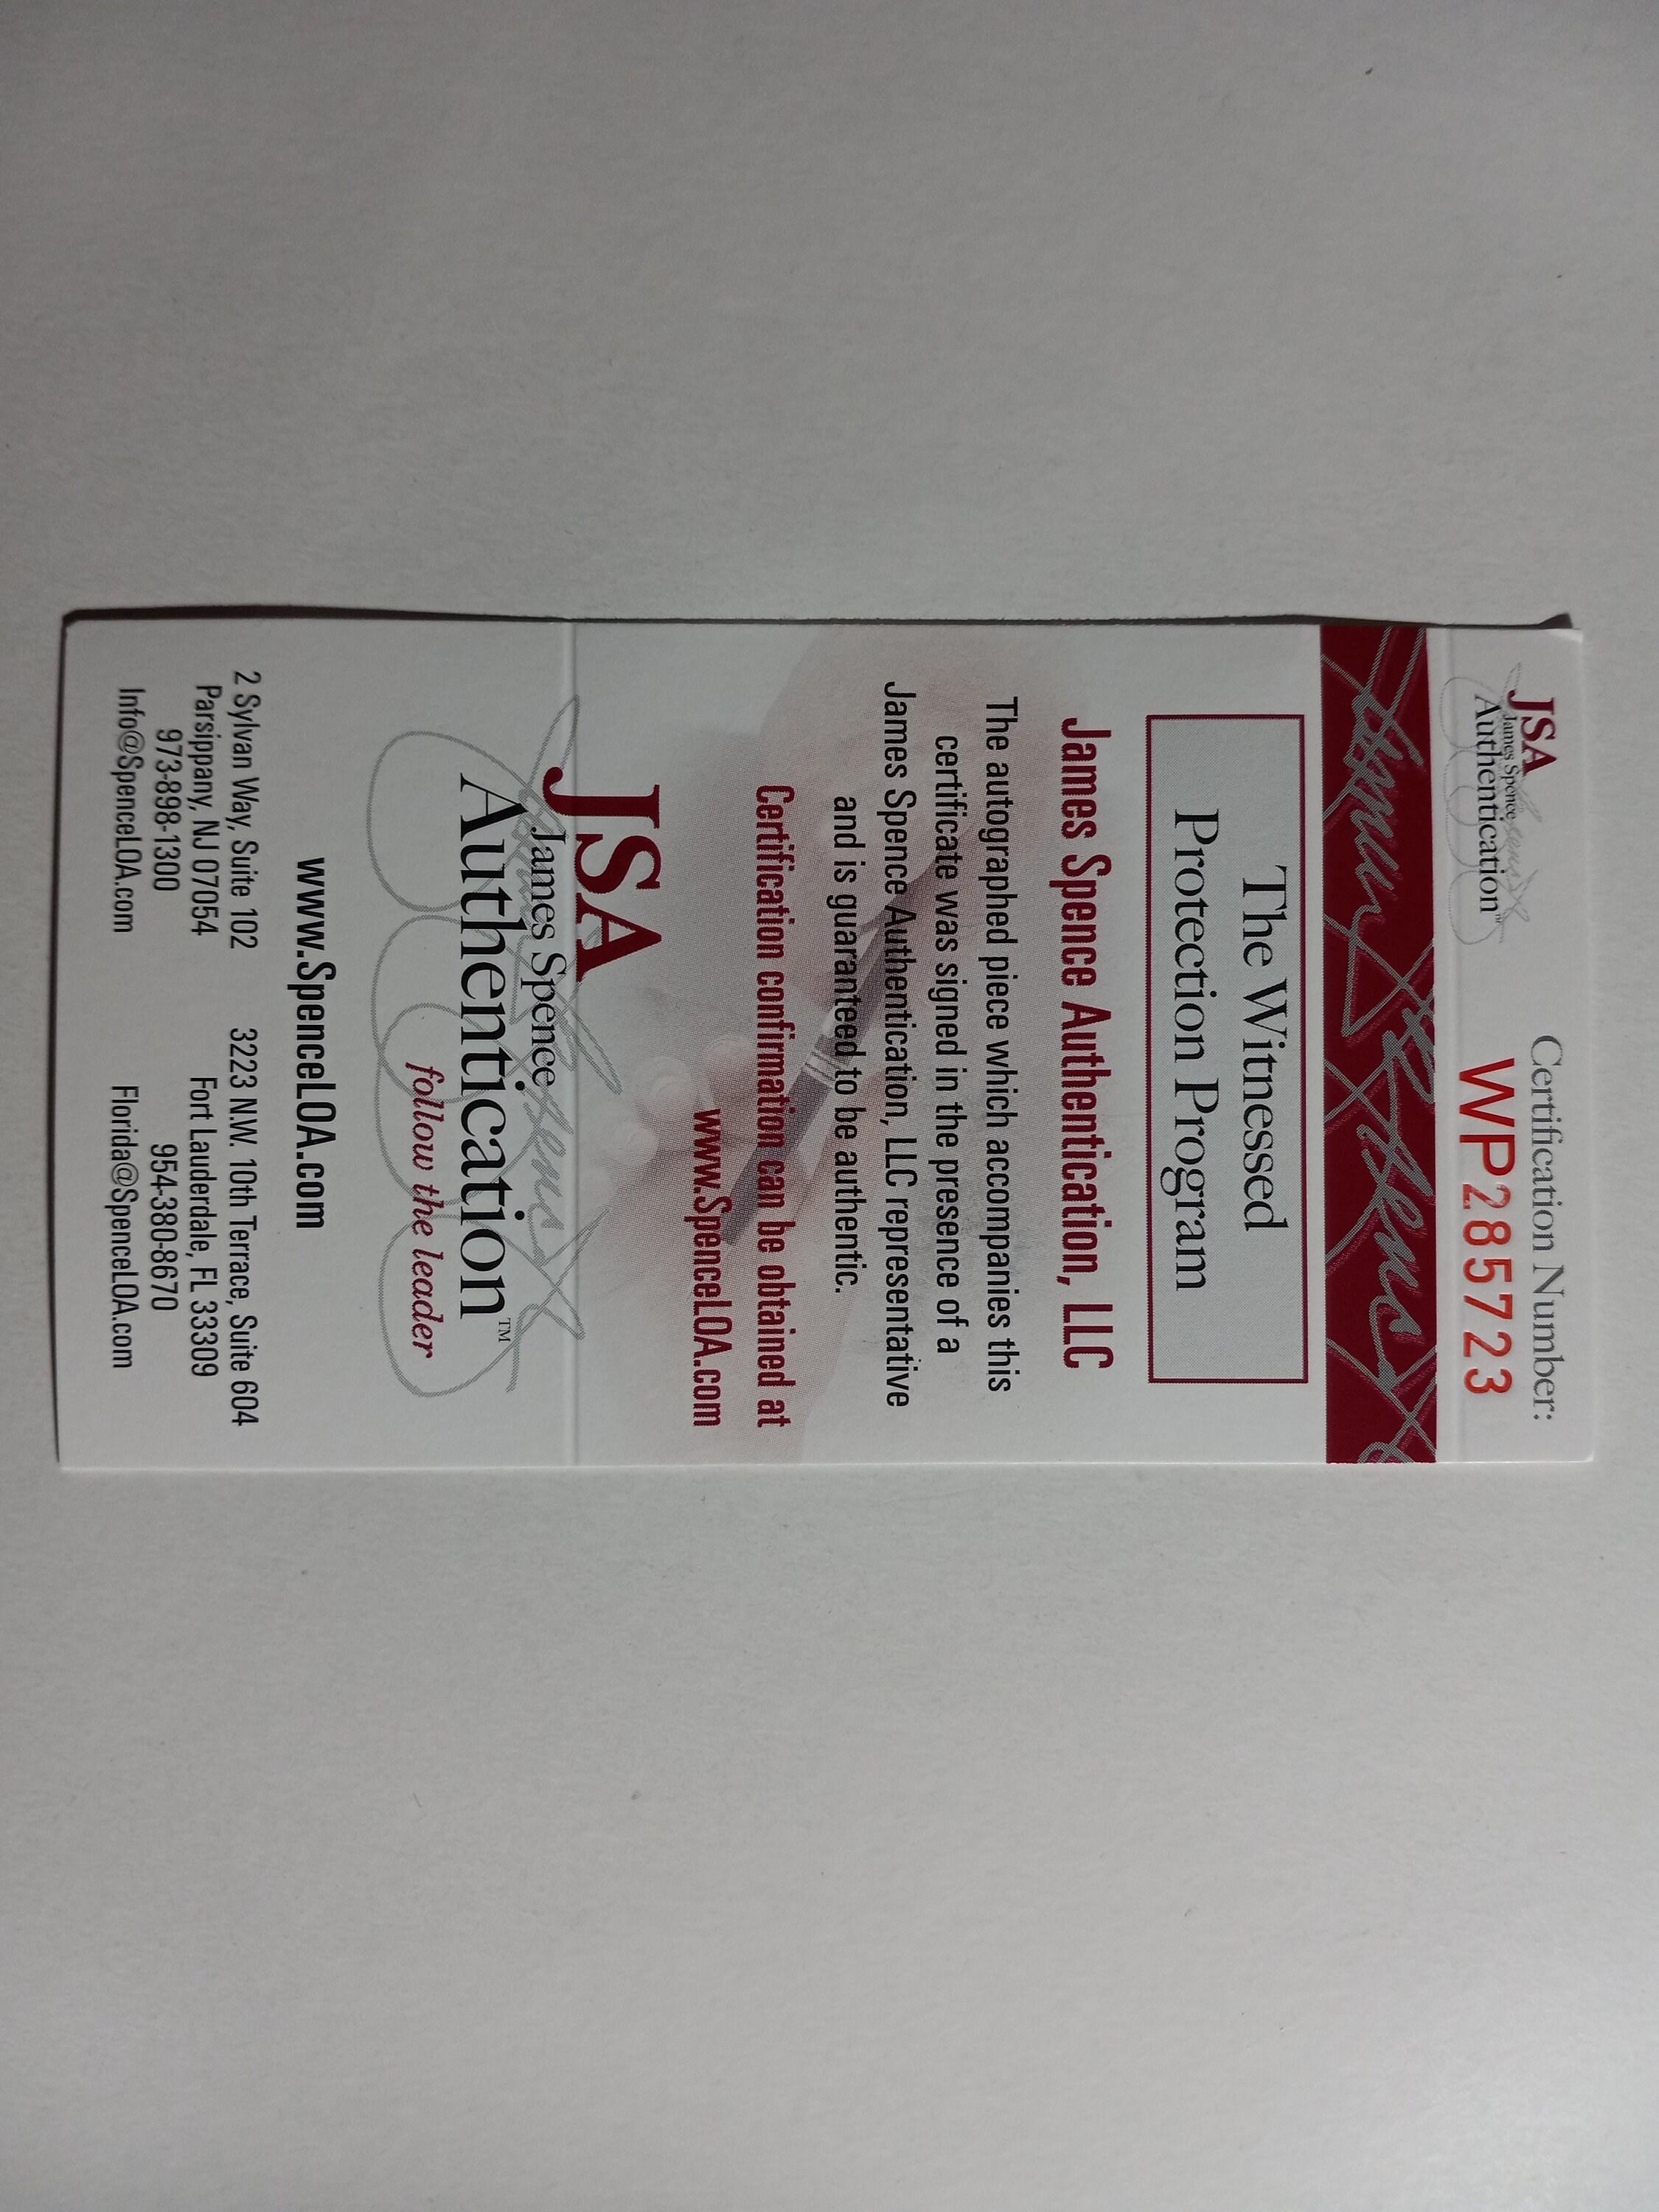 JSA
James Spence
Authentication™
Certification Number:
WP285723
The Witnessed
Protection Program
James Spence Authentication, LLC
The autographed piece which accompanies this
certificate was signed in the presence of a
James Spence Authentication, LLC representative
and is guaranteed to be authentic.
Certification confirmation can be obtained at
www.SpenceLOA.com
JSA
James Spence
Authentication™
follow the leader
www.SpenceLOA.com
2 Sylvan Way, Suite 102
Parsippany, NJ 07054
973-898-1300
Info@SpenceLOA.com
3223 N.W. 10th Terrace, Suite 604
Fort Lauderdale, FL 33309
954-380-8670
Florida@SpenceLOA.com